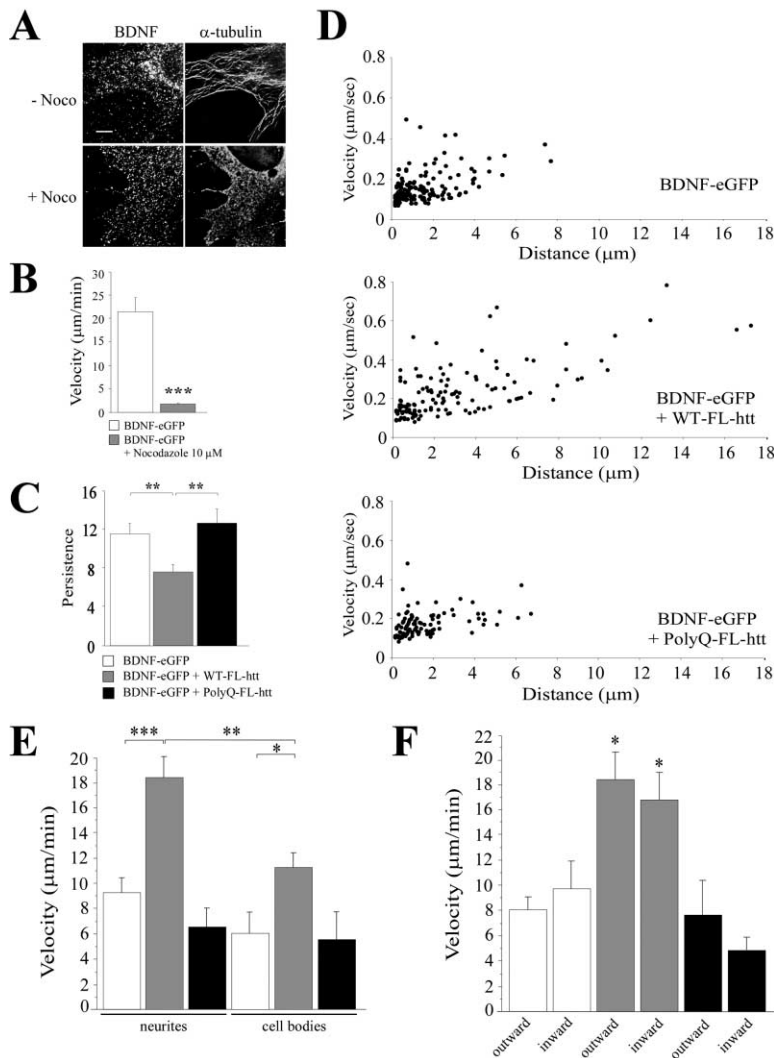 A
BDNF
α-tubulin
- Noco
+ Noco
B
Velocity (μm/min)
30
25
20
15
10
5
0
***
BDNF-eGFP
BDNF-eGFP
+ Nocodazole 10 μM
C
Persistence
16
12
8
4
0
**
**
BDNF-eGFP
BDNF-eGFP + WT-FL-htt
BDNF-eGFP + PolyQ-FL-htt
D
Velocity (μm/sec)
0.8
0.6
0.4
0.2
0
0 2 4 6 8 10 12 14 16 18
Distance (μm)
BDNF-eGFP
Velocity (μm/sec)
0.8
0.6
0.4
0.2
0
0 2 4 6 8 10 12 14 16 18
Distance (μm)
BDNF-eGFP
+ WT-FL-htt
Velocity (μm/sec)
0.8
0.6
0.4
0.2
0
0 2 4 6 8 10 12 14 16 18
Distance (μm)
BDNF-eGFP
+ PolyQ-FL-htt
E
Velocity (μm/min)
20
18
16
14
12
10
8
6
4
2
0
***
**
*
neurites
cell bodies
F
Velocity (μm/min)
22
20
18
16
14
12
10
8
6
4
2
0
*
*
outward
inward
outward
inward
outward
inward